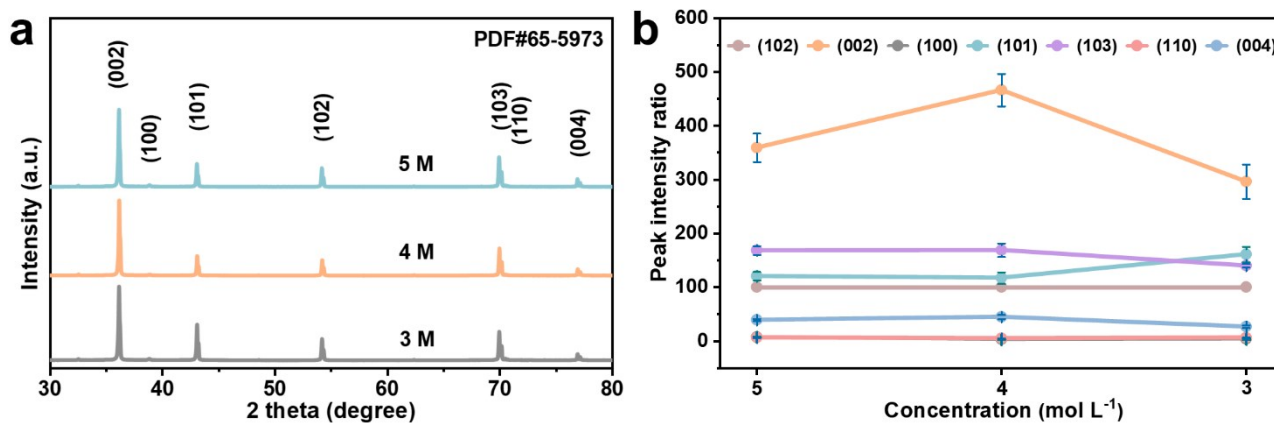 a
PDF#65-5973
(002)
(100)
(101)
(102)
(103)
(110)
(004)
5 M
4 M
3 M
Intensity (a.u.)
30 40 50 60 70 80
2 theta (degree)
b
(102) (002) (100) (101) (103) (110) (004)
600
500
400
300
200
100
0
Peak intensity ratio
5 4 3
Concentration (mol L⁻¹)